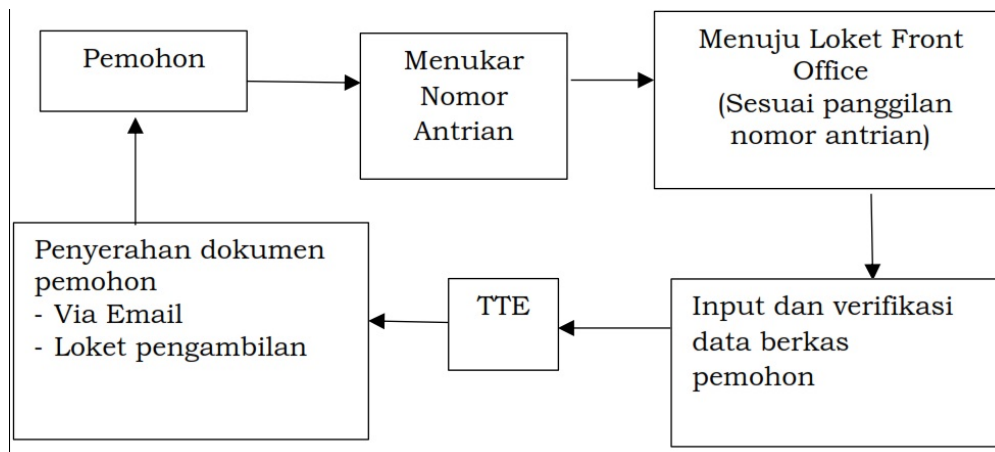 Pemohon
Menukar
Nomor
Antrian
Menuju Loket Front
Office
(Sesuai panggilan
nomor antrian)
Input dan verifikasi
data berkas
pemohon
TTE
Penyerahan dokumen
pemohon
- Via Email
- Loket pengambilan